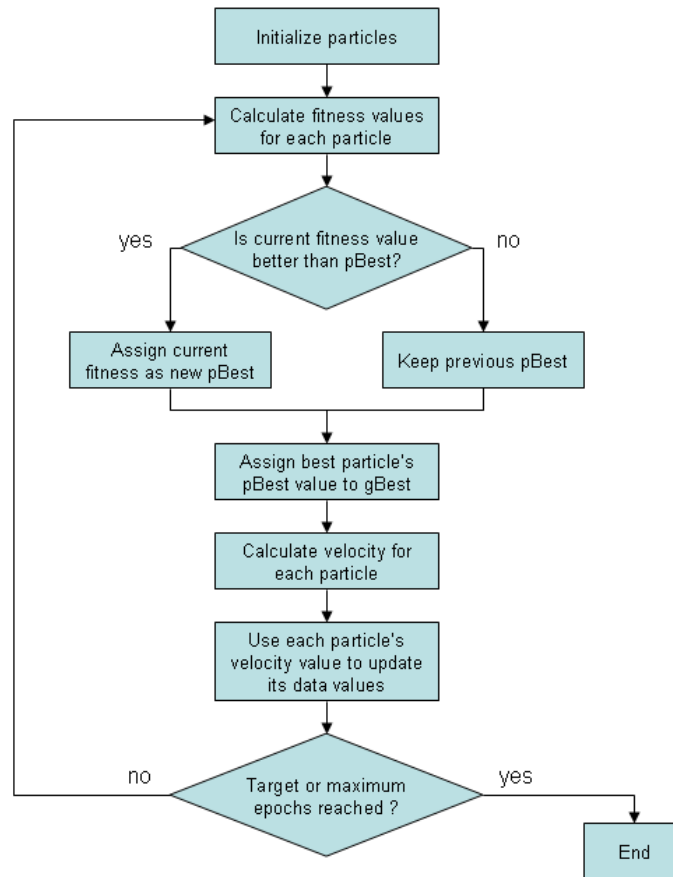 Initialize particles
Calculate fitness values
for each particle
yes
Is current fitness value
better than pBest?
no
Assign current
fitness as new pBest
Keep previous pBest
Assign best particle's
pBest value to gBest
Calculate velocity for
each particle
Use each particle's
velocity value to update
its data values
no
Target or maximum
epochs reached ?
yes
End